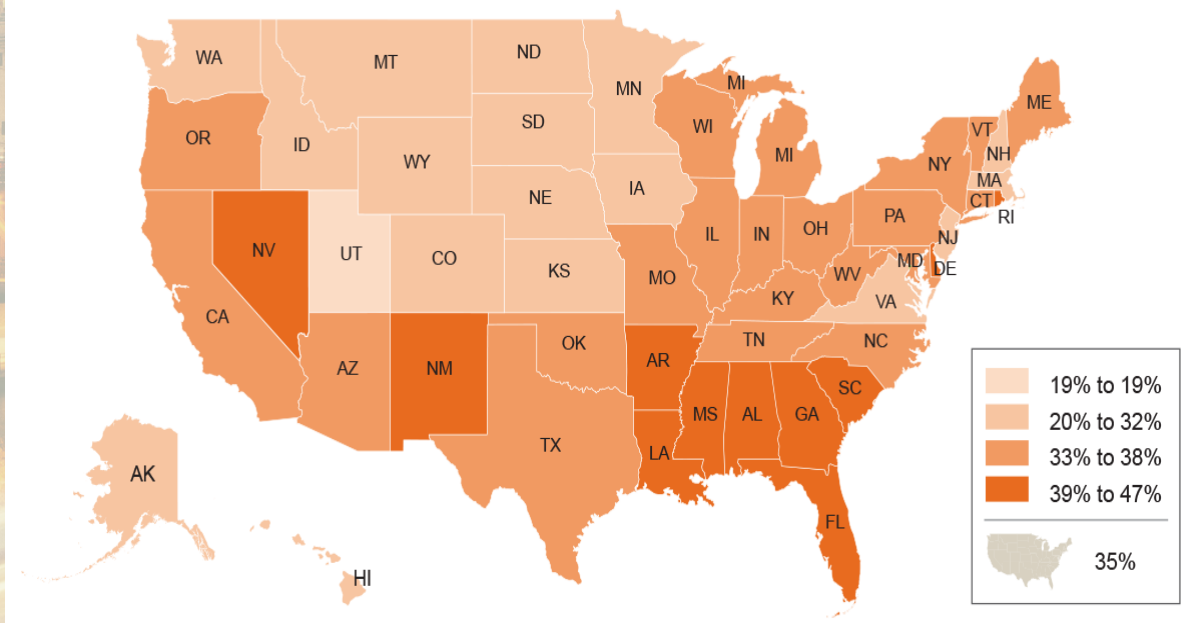 WA
MT
ND
MN
MI
ME
OR
ID
SD
WI
VT
NH
NY
MI
WY
MA
IA
CT
NE
PA
RI
NV
UT
CO
IL
IN
OH
NJ
KS
MD
DE
MO
WV
KY
VA
CA
TN
NC
OK
AZ
NM
AR
SC
MS
AL
GA
TX
LA
FL
AK
HI
19% to 19%
20% to 32%
33% to 38%
39% to 47%
35%